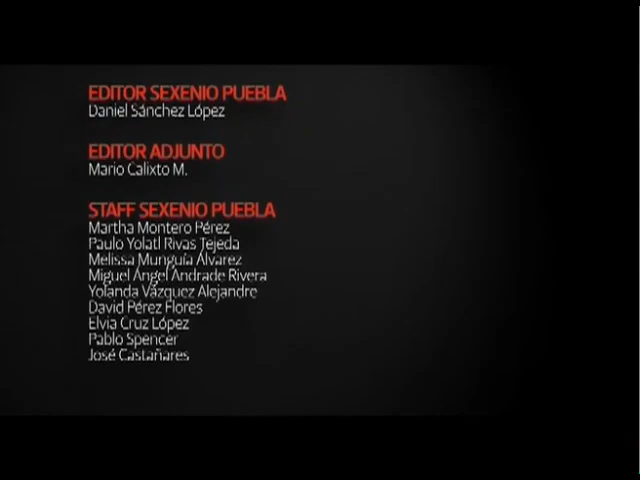 EDITOR SEXENIO PUEBLA
Daniel Sánchez López
EDITOR ADJUNTO
Mario Calixto M.
STAFF SEXENIO PUEBLA
Martha Montero Pérez
Paulo Yolatl Rivas Tejeda
Melissa Munguía Álvarez
Miguel Ángel Andrade Rivera
Yolanda Vázquez Alejandre
David Pérez Flores
Elvia Cruz López
Pablo Spencer
José Castañares